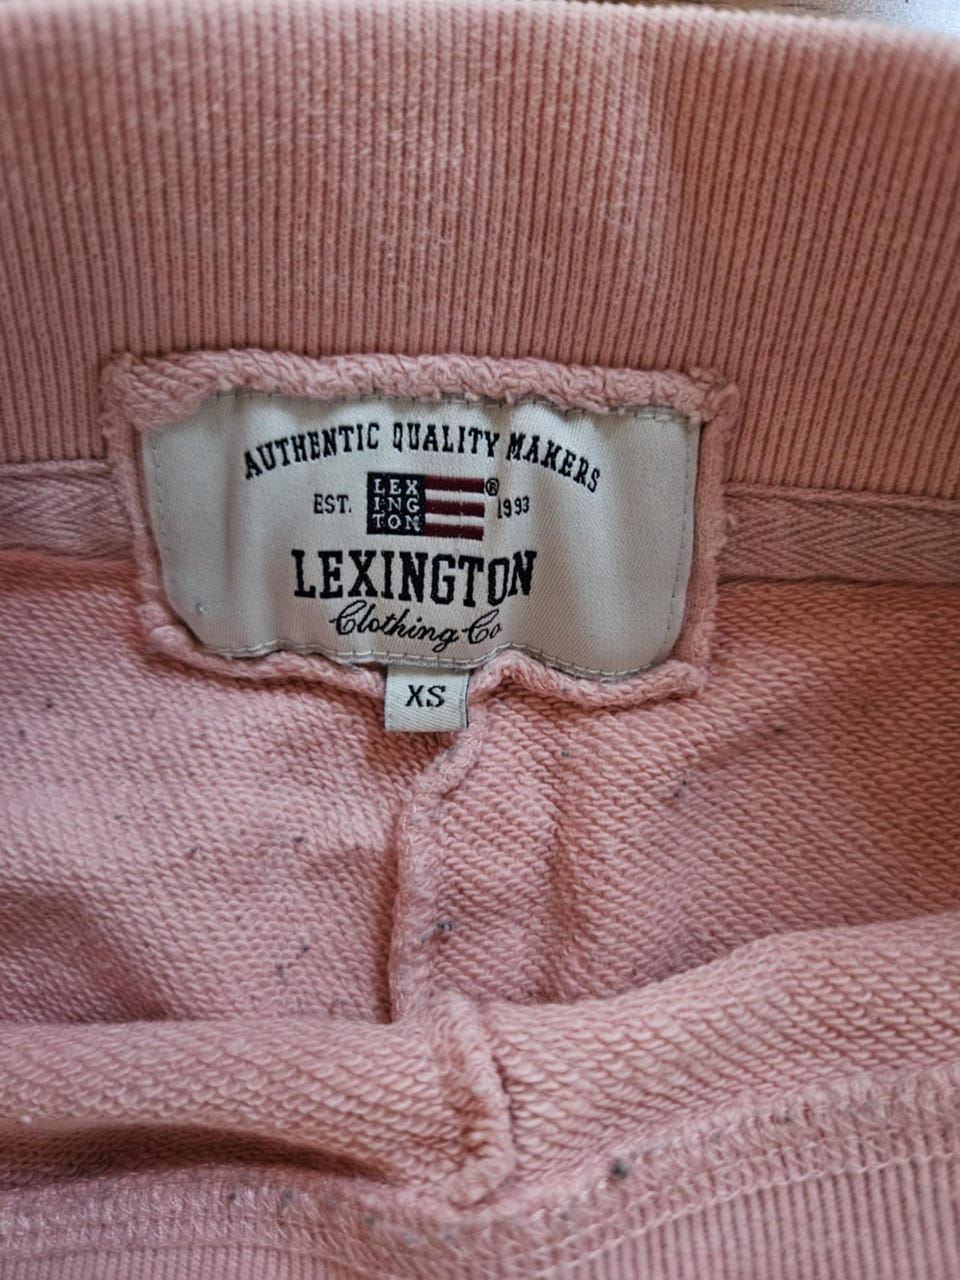 AUTHENTIC QUALITY MAKERS
EST. LEX ® 1993
ING
TON
LEXINGTON
Clothing Co
XS